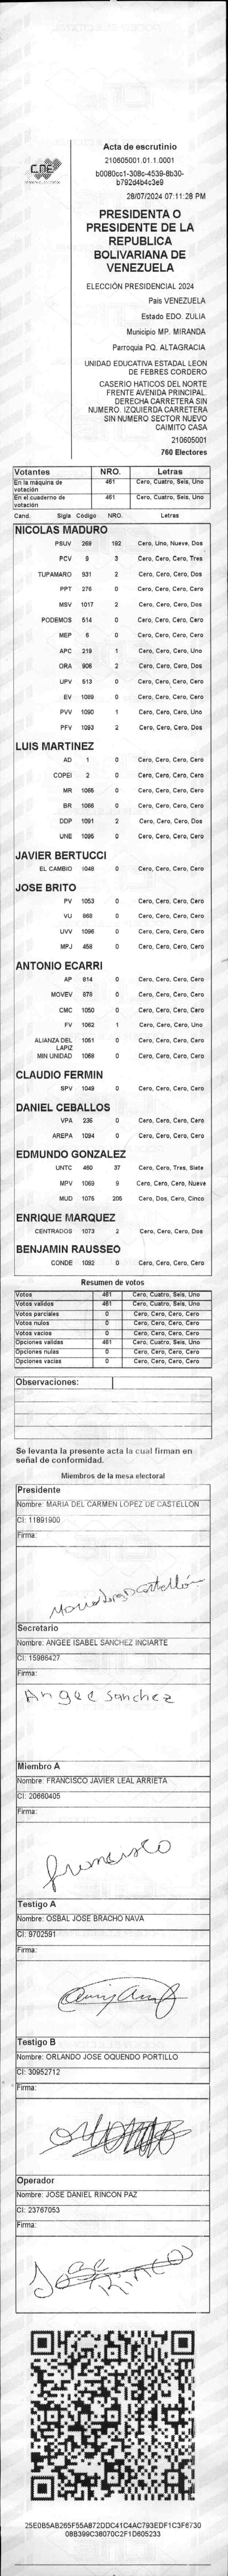 CNE
Acta de escrutinio
210605001.01.1.0001
b0080cc1-308c-4539-8b30-
b792d4b4c3e9
28/07/2024 07:11:28 PM
PRESIDENTA O
PRESIDENTE DE LA
REPUBLICA
BOLIVARIANA DE
VENEZUELA
ELECCIÓN PRESIDENCIAL 2024
Pais VENEZUELA
Estado EDO. ZULIA
Municipio MP. MIRANDA
Parroquia PQ. ALTAGRACIA
UNIDAD EDUCATIVA ESTADAL LEON
DE FEBRES CORDERO
CASERIO HATICOS DEL NORTE
FRENTE AVENIDA PRINCIPAL.
DERECHA CARRETERA SIN
NUMERO. IZQUIERDA CARRETERA
SIN NUMERO SECTOR NUEVO
CAIMITO CASA
210605001
760 Electores
Votantes NRO. Letras
En la máquina de votación 461 Cero, Cuatro, Seis, Uno
En el cuaderno de votación 461 Cero, Cuatro, Seis, Uno
Cand. Sigla Código NRO. Letras
NICOLAS MADURO
PSUV 269 192 Cero, Uno, Nueve, Dos
PCV 9 3 Cero, Cero, Cero, Tres
TUPAMARO 931 2 Cero, Cero, Cero, Dos
PPT 276 0 Cero, Cero, Cero, Cero
MSV 1017 2 Cero, Cero, Cero, Dos
PODEMOS 514 0 Cero, Cero, Cero, Cero
MEP 6 0 Cero, Cero, Cero, Cero
APC 219 1 Cero, Cero, Cero, Uno
ORA 906 2 Cero, Cero, Cero, Dos
UPV 513 0 Cero, Cero, Cero, Cero
EV 1089 0 Cero, Cero, Cero, Cero
PVV 1090 1 Cero, Cero, Cero, Uno
PFV 1093 2 Cero, Cero, Cero, Dos
LUIS MARTINEZ
AD 1 0 Cero, Cero, Cero, Cero
COPEI 2 0 Cero, Cero, Cero, Cero
MR 1065 0 Cero, Cero, Cero, Cero
BR 1066 0 Cero, Cero, Cero, Cero
DDP 1091 2 Cero, Cero, Cero, Dos
UNE 1095 0 Cero, Cero, Cero, Cero
JAVIER BERTUCCI
EL CAMBIO 1048 0 Cero, Cero, Cero, Cero
JOSE BRITO
PV 1053 0 Cero, Cero, Cero, Cero
VU 868 0 Cero, Cero, Cero, Cero
UVV 1096 0 Cero, Cero, Cero, Cero
MPJ 458 0 Cero, Cero, Cero, Cero
ANTONIO ECARRI
AP 814 0 Cero, Cero, Cero, Cero
MOVEV 878 0 Cero, Cero, Cero, Cero
CMC 1050 0 Cero, Cero, Cero, Cero
FV 1062 1 Cero, Cero, Cero, Uno
ALIANZA DEL LAPIZ 1051 0 Cero, Cero, Cero, Cero
MIN UNIDAD 1068 0 Cero, Cero, Cero, Cero
CLAUDIO FERMIN
SPV 1049 0 Cero, Cero, Cero, Cero
DANIEL CEBALLOS
VPA 236 0 Cero, Cero, Cero, Cero
AREPA 1094 0 Cero, Cero, Cero, Cero
EDMUNDO GONZALEZ
UNTC 460 37 Cero, Cero, Tres, Siete
MPV 1069 9 Cero, Cero, Cero, Nueve
MUD 1076 205 Cero, Dos, Cero, Cinco
ENRIQUE MARQUEZ
CENTRADOS 1073 2 Cero, Cero, Cero, Dos
BENJAMIN RAUSSEO
CONDE 1092 0 Cero, Cero, Cero, Cero
Resumen de votos
Votos 461 Cero, Cuatro, Seis, Uno
Votos validos 461 Cero, Cuatro, Seis, Uno
Votos parciales 0 Cero, Cero, Cero, Cero
Votos nulos 0 Cero, Cero, Cero, Cero
Votos vacios 0 Cero, Cero, Cero, Cero
Opciones validas 461 Cero, Cuatro, Seis, Uno
Opciones nulas 0 Cero, Cero, Cero, Cero
Opciones vacias 0 Cero, Cero, Cero, Cero
Observaciones:
Se levanta la presente acta la cual firman en
señal de conformidad.
Miembros de la mesa electoral
Presidente
Nombre: MARIA DEL CARMEN LOPEZ DE CASTELLON
CI: 11891900
Firma:
Maria Lopez de Castellón
Secretario
Nombre: ANGEE ISABEL SANCHEZ INCIARTE
CI: 15986427
Firma:
Angee Sanchez
Miembro A
Nombre: FRANCISCO JAVIER LEAL ARRIETA
CI: 20660405
Firma:
Francisco
Testigo A
Nombre: OSBAL JOSE BRACHO NAVA
CI: 9702591
Firma:
Testigo B
Nombre: ORLANDO JOSE OQUENDO PORTILLO
CI: 30952712
Firma:
Operador
Nombre: JOSE DANIEL RINCON PAZ
CI: 23767053
Firma:
Jose Rincon
25E0B5AB265F55A872DDC41C4AC793EDF1C3F6730
08B399C38070C2F1D605233